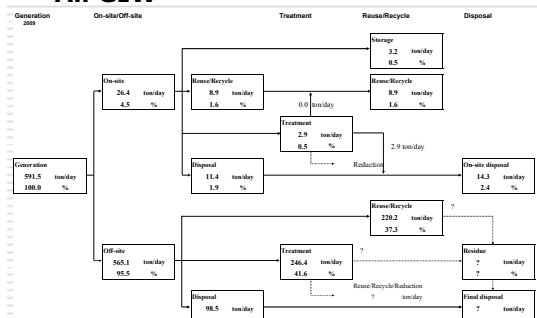 Generation On-site/Off-site Treatment Reuse/Recycle Disposal
2009
Storage
3.2 ton/day
0.5 %
On-site
26.4 ton/day
4.5 %
Reuse/Recycle
8.9 ton/day
1.6 %
Reuse/Recycle
8.9 ton/day
1.6 %
0.0 ton/day
Treatment
2.9 ton/day
0.5 %
2.9 ton/day
Reduction
Generation
591.5 ton/day
100.0 %
Disposal
11.4 ton/day
1.9 %
On-site disposal
14.3 ton/day
2.4 %
Reuse/Recycle
220.2 ton/day
37.3 %
?
Off-site
565.1 ton/day
95.5 %
Treatment
246.4 ton/day
41.6 %
?
Residue
? ton/day
? %
Reuse/Recycle/Reduction
? ton/day
Disposal
98.5 ton/day
Final disposal
? ton/day